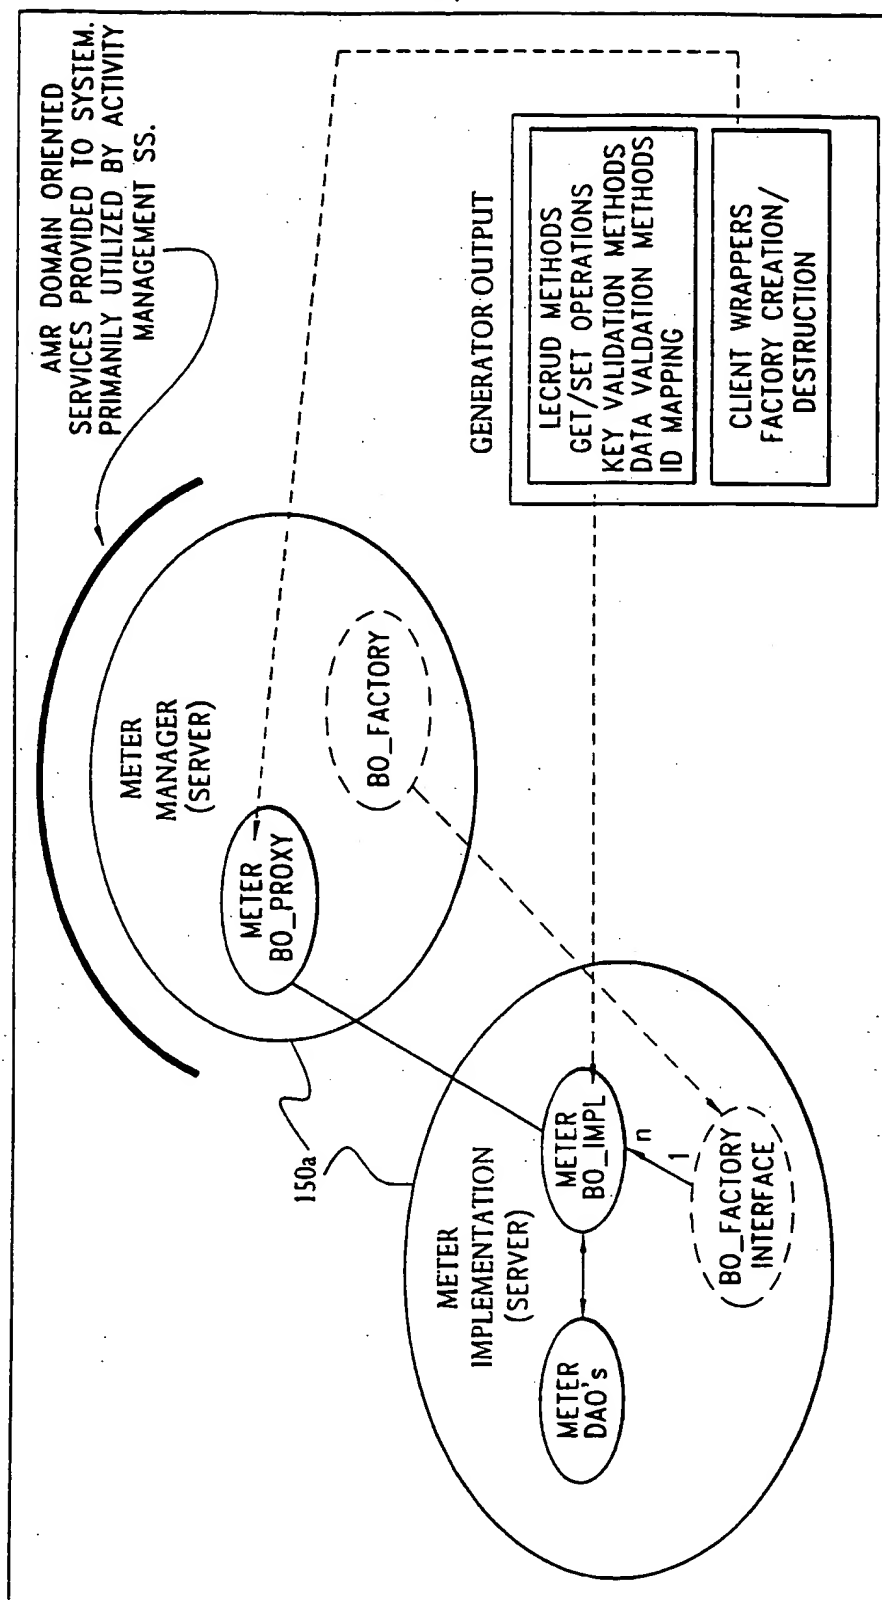 AMR DOMAIN ORIENTED
SERVICES PROVIDED TO SYSTEM.
PRIMANILY UTILIZED BY ACTIVITY
MANAGEMENT SS.
METER
MANAGER
(SERVER)
METER
BO_PROXY
BO_FACTORY
150a
METER
IMPLEMENTATION
(SERVER)
METER
DAO's
METER
BO_IMPL
n
1
BO_FACTORY
INTERFACE
GENERATOR OUTPUT
LECRUD METHODS
GET/SET OPERATIONS
KEY VALIDATION METHODS
DATA VALDATION METHODS
ID MAPPING
CLIENT WRAPPERS
FACTORY CREATION/
DESTRUCTION